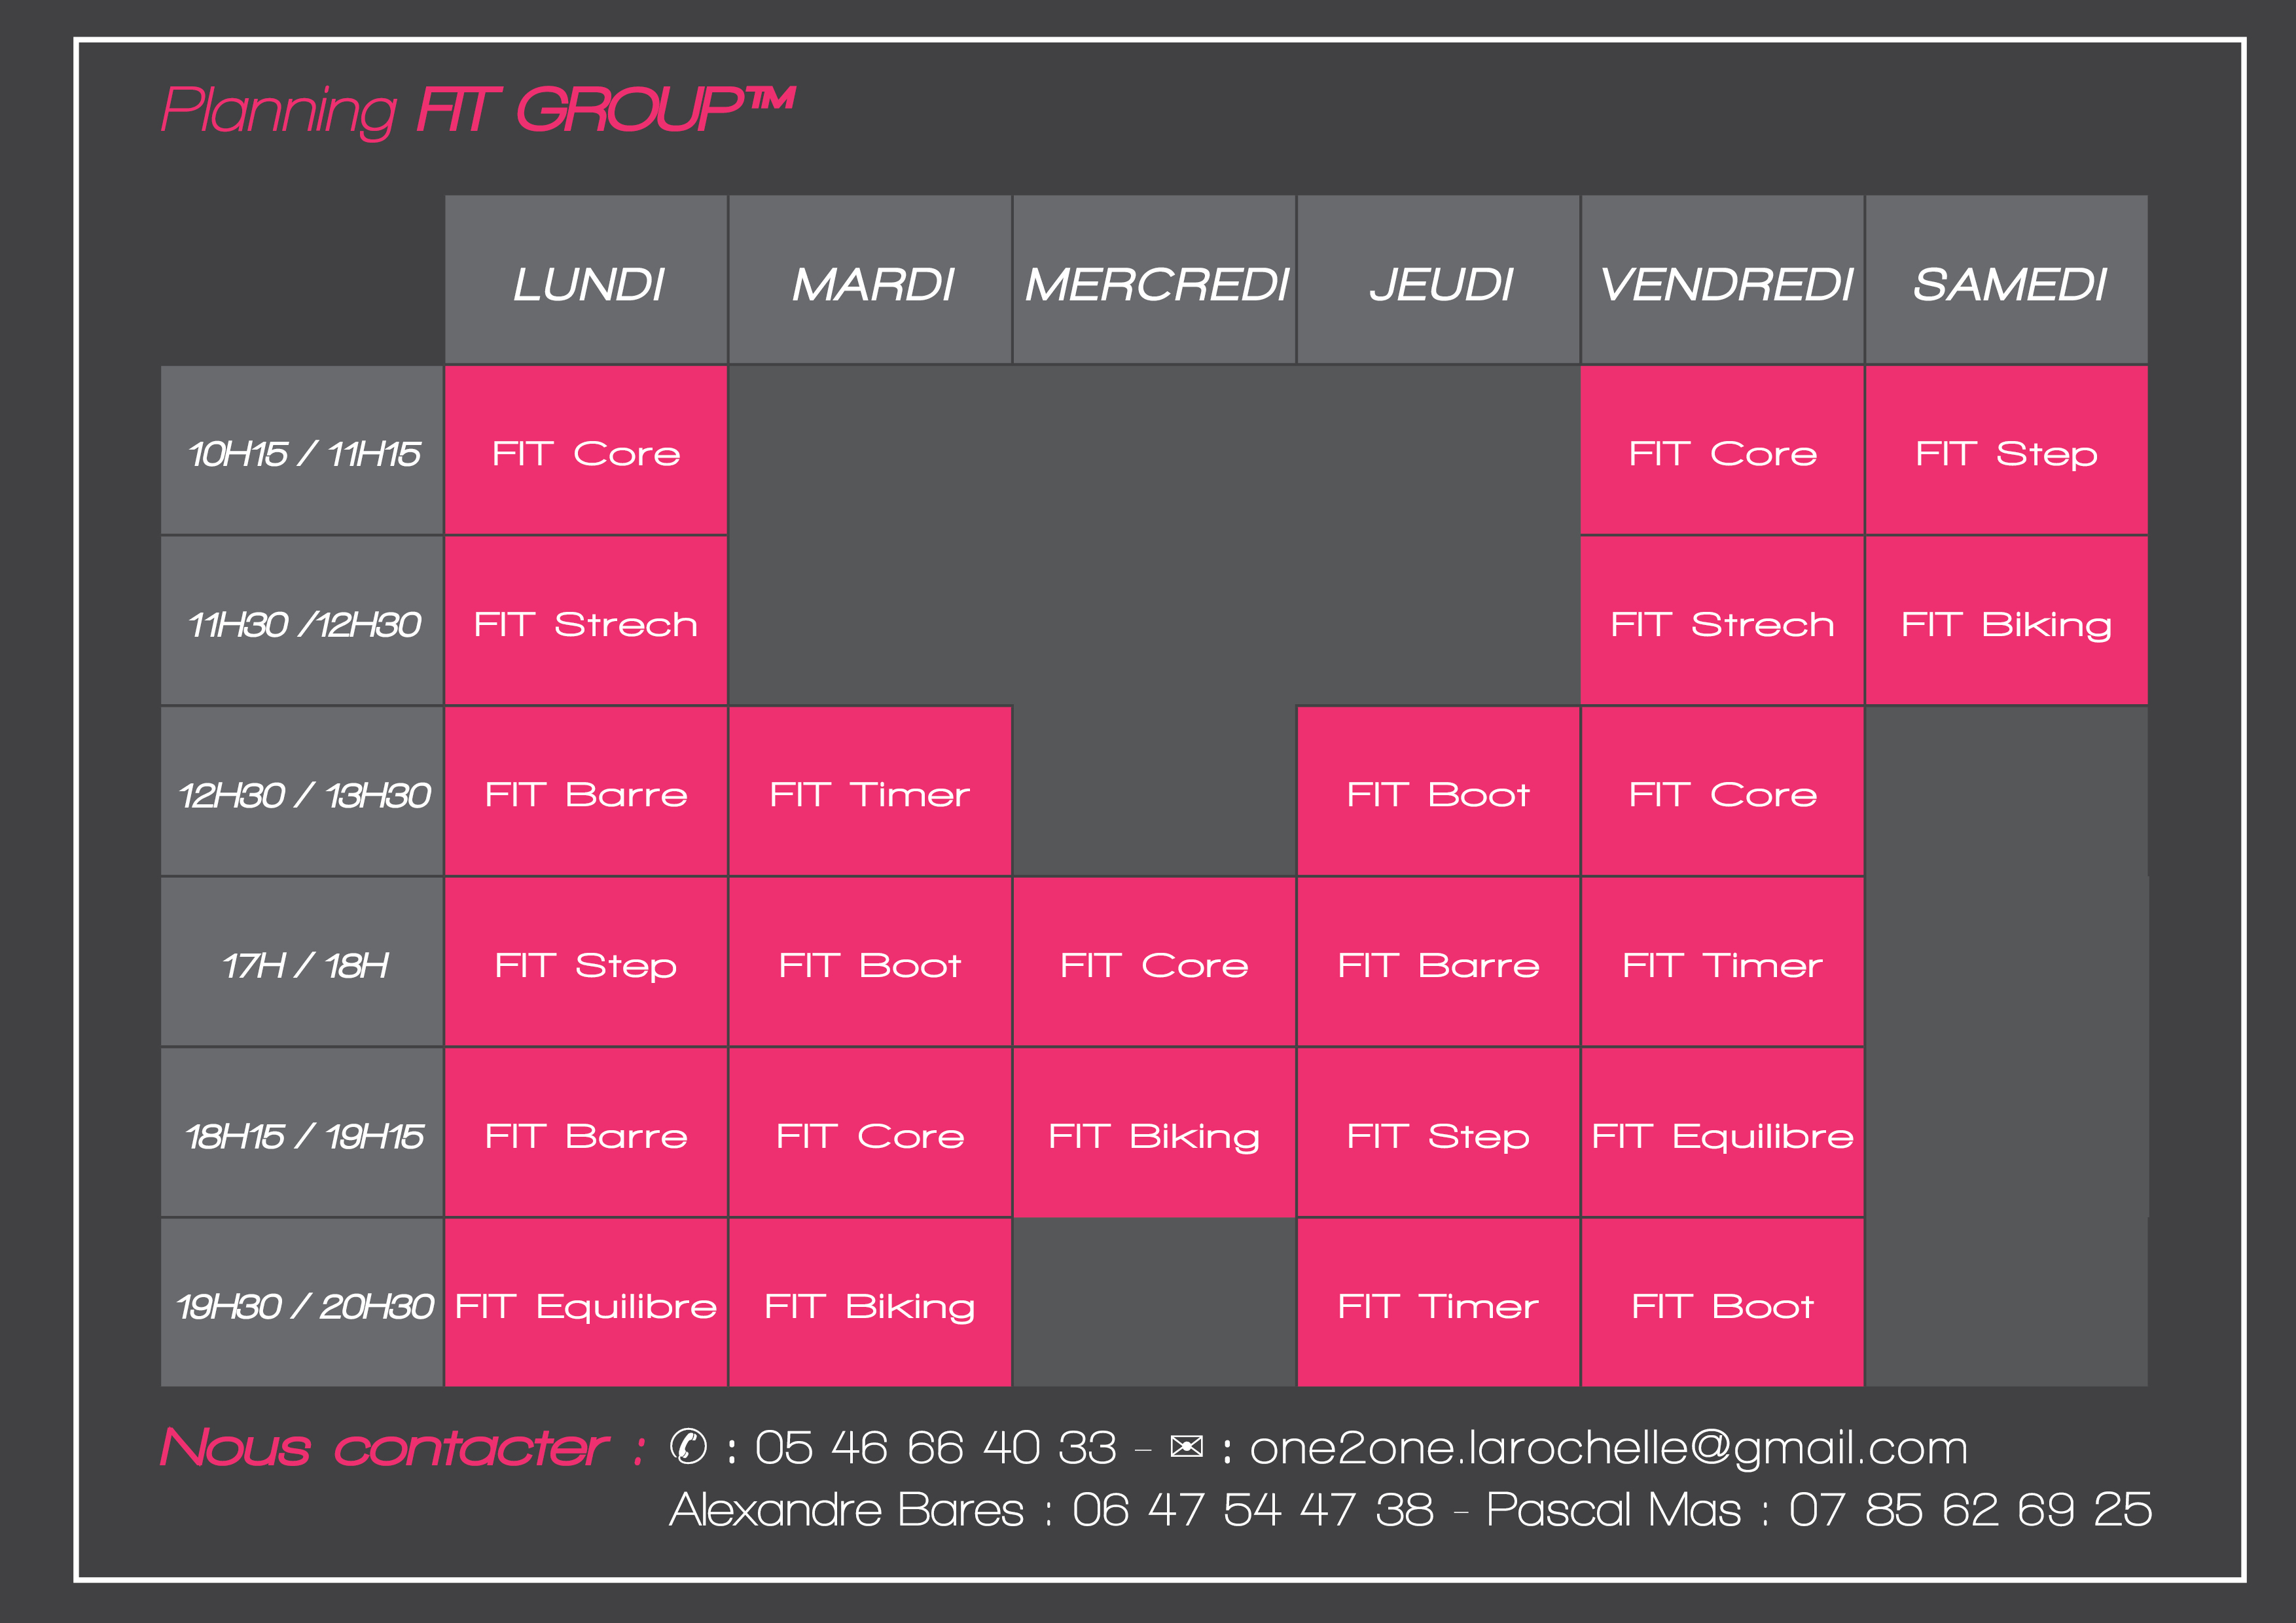 Planning FIT GROUP™
LUNDI MARDI MERCREDI JEUDI VENDREDI SAMEDI
10H15 / 11H15 FIT Core FIT Core FIT Step
11H30 /12H30 FIT Strech FIT Strech FIT Biking
12H30 / 13H30 FIT Barre FIT Timer FIT Boot FIT Core
17H / 18H FIT Step FIT Boot FIT Core FIT Barre FIT Timer
18H15 / 19H15 FIT Barre FIT Core FIT Biking FIT Step FIT Equilibre
19H30 / 20H30 FIT Equilibre FIT Biking FIT Timer FIT Boot
Nous contacter : ✆ : 05 46 66 40 33 - ✉ : one2one.larochelle@gmail.com
Alexandre Bares : 06 47 54 47 38 - Pascal Mas : 07 85 62 69 25